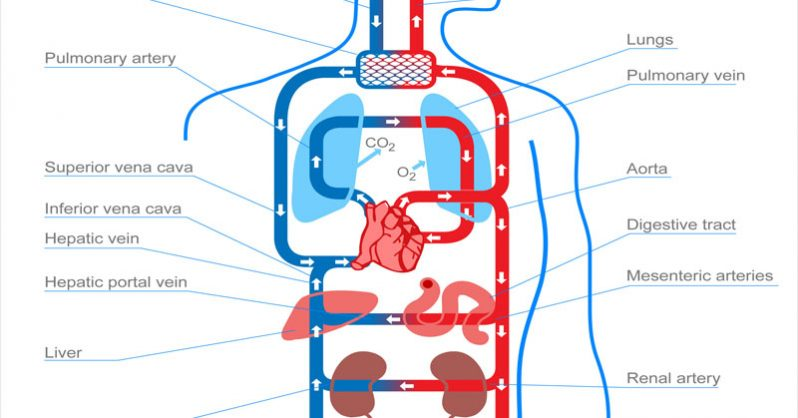 Lungs
Pulmonary artery
Pulmonary vein
CO2
O2
Superior vena cava
Aorta
Inferior vena cava
Digestive tract
Hepatic vein
Mesenteric arteries
Hepatic portal vein
Liver
Renal artery